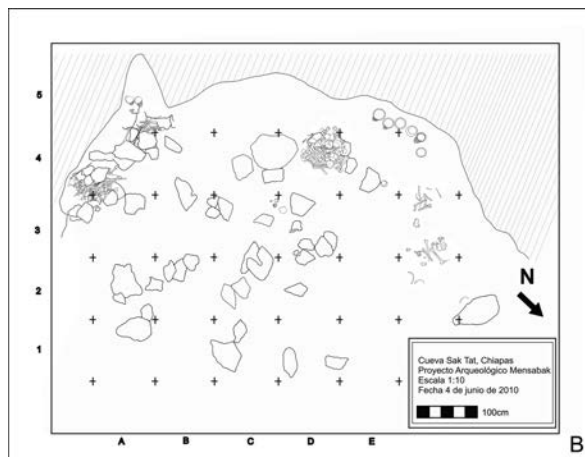 5
4
3
2
1
N
Cueva Sak Tat, Chiapas
Proyecto Arqueológico Mensabak
Escala 1:10
Fecha 4 de junio de 2010
100cm
A B C D E
B